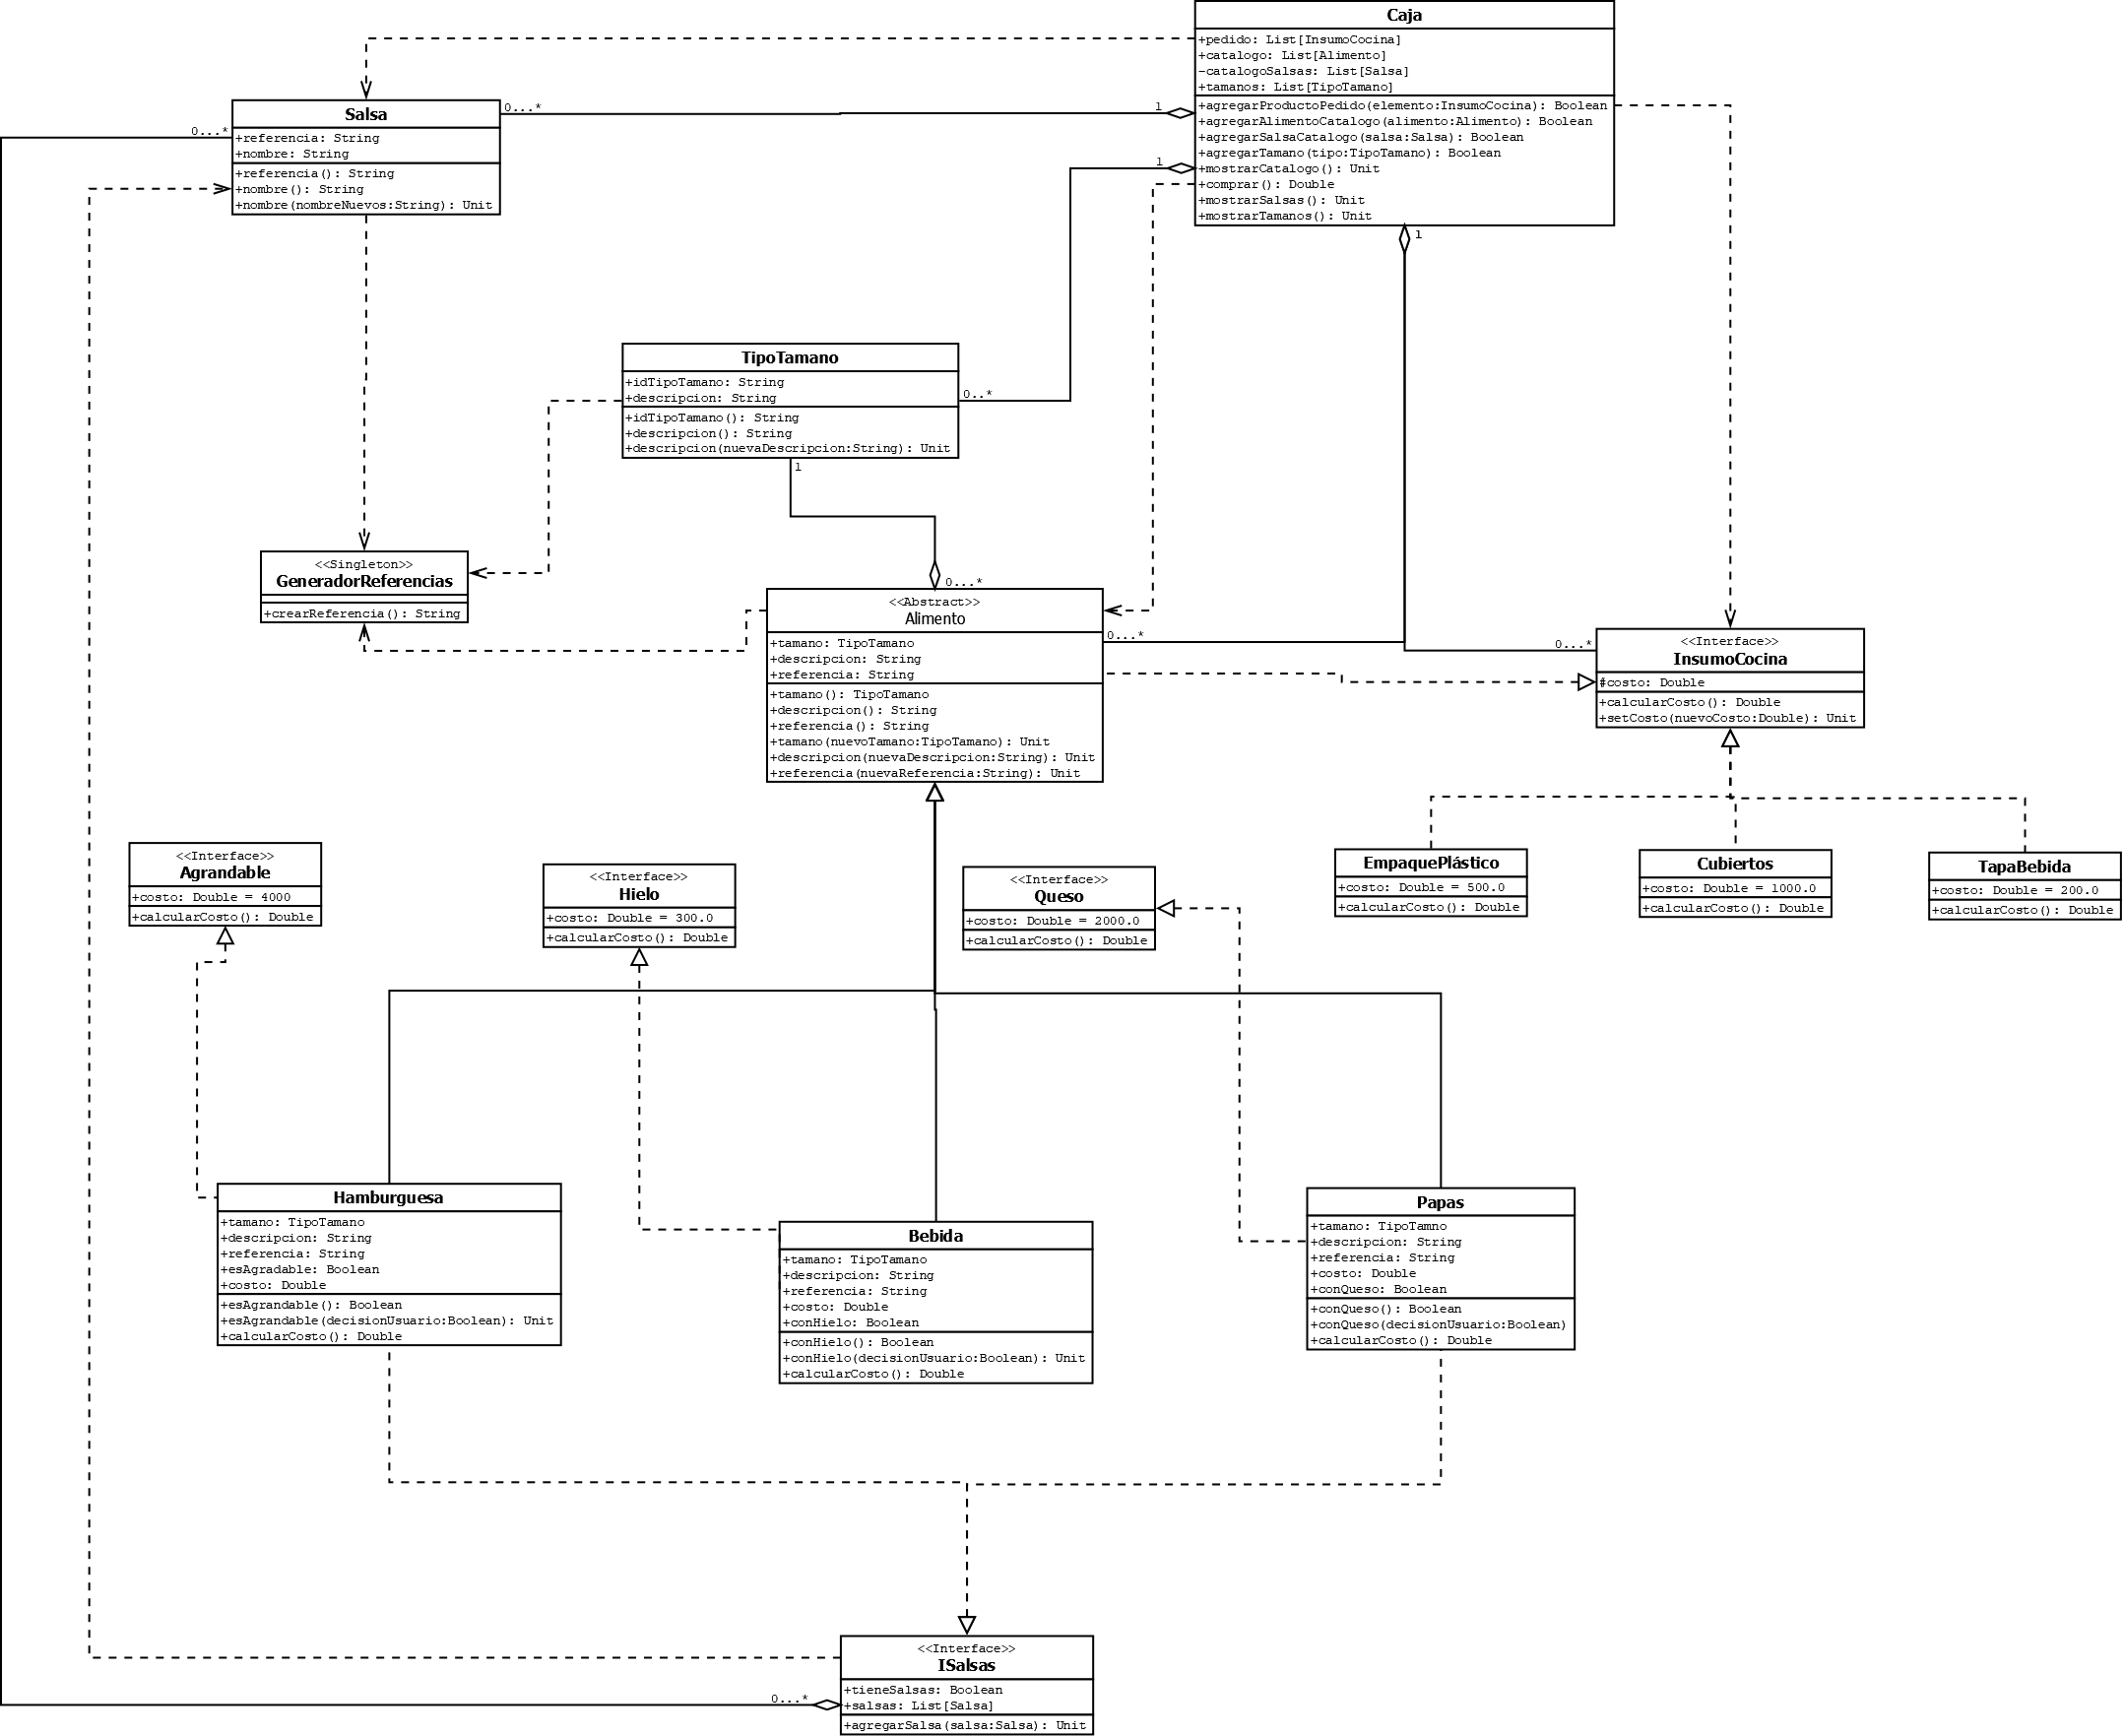 Caja
+pedido: List[InsumoCocina]
+catalogo: List[Alimento]
-catalogoSalsas: List[Salsa]
+tamanos: List[TipoTamano]
+agregarProductoPedido(elemento:InsumoCocina): Boolean
+agregarAlimentoCatalogo(alimento:Alimento): Boolean
+agregarSalsaCatalogo(salsa:Salsa): Boolean
+agregarTamano(tipo:TipoTamano): Boolean
+mostrarCatalogo(): Unit
+comprar(): Double
+mostrarSalsas(): Unit
+mostrarTamanos(): Unit
1
1
1
0...*
0...*
Salsa
+referencia: String
+nombre: String
+referencia(): String
+nombre(): String
+nombre(nombreNuevos:String): Unit
TipoTamano
+idTipoTamano: String
+descripcion: String
+idTipoTamano(): String
+descripcion(): String
+descripcion(nuevaDescripcion:String): Unit
0..*
1
<<Singleton>>
GeneradorReferencias
+crearReferencia(): String
0...*
<<Abstract>>
Alimento
+tamano: TipoTamano
+descripcion: String
+referencia: String
+tamano(): TipoTamano
+descripcion(): String
+referencia(): String
+tamano(nuevoTamano:TipoTamano): Unit
+descripcion(nuevaDescripcion:String): Unit
+referencia(nuevaReferencia:String): Unit
0...*
0...*
<<Interface>>
InsumoCocina
#costo: Double
+calcularCosto(): Double
+setCosto(nuevoCosto:Double): Unit
<<Interface>>
Agrandable
+costo: Double = 4000
+calcularCosto(): Double
<<Interface>>
Hielo
+costo: Double = 300.0
+calcularCosto(): Double
<<Interface>>
Queso
+costo: Double = 2000.0
+calcularCosto(): Double
EmpaquePlástico
+costo: Double = 500.0
+calcularCosto(): Double
Cubiertos
+costo: Double = 1000.0
+calcularCosto(): Double
TapaBebida
+costo: Double = 200.0
+calcularCosto(): Double
Hamburguesa
+tamano: TipoTamano
+descripcion: String
+referencia: String
+esAgradable: Boolean
+costo: Double
+esAgrandable(): Boolean
+esAgrandable(decisionUsuario:Boolean): Unit
+calcularCosto(): Double
Bebida
+tamano: TipoTamano
+descripcion: String
+referencia: String
+costo: Double
+conHielo: Boolean
+conHielo(): Boolean
+conHielo(decisionUsuario:Boolean): Unit
+calcularCosto(): Double
Papas
+tamano: TipoTamno
+descripcion: String
+referencia: String
+costo: Double
+conQueso: Boolean
+conQueso(): Boolean
+conQueso(decisionUsuario:Boolean)
+calcularCosto(): Double
0...*
<<Interface>>
ISalsas
+tieneSalsas: Boolean
+salsas: List[Salsa]
+agregarSalsa(salsa:Salsa): Unit